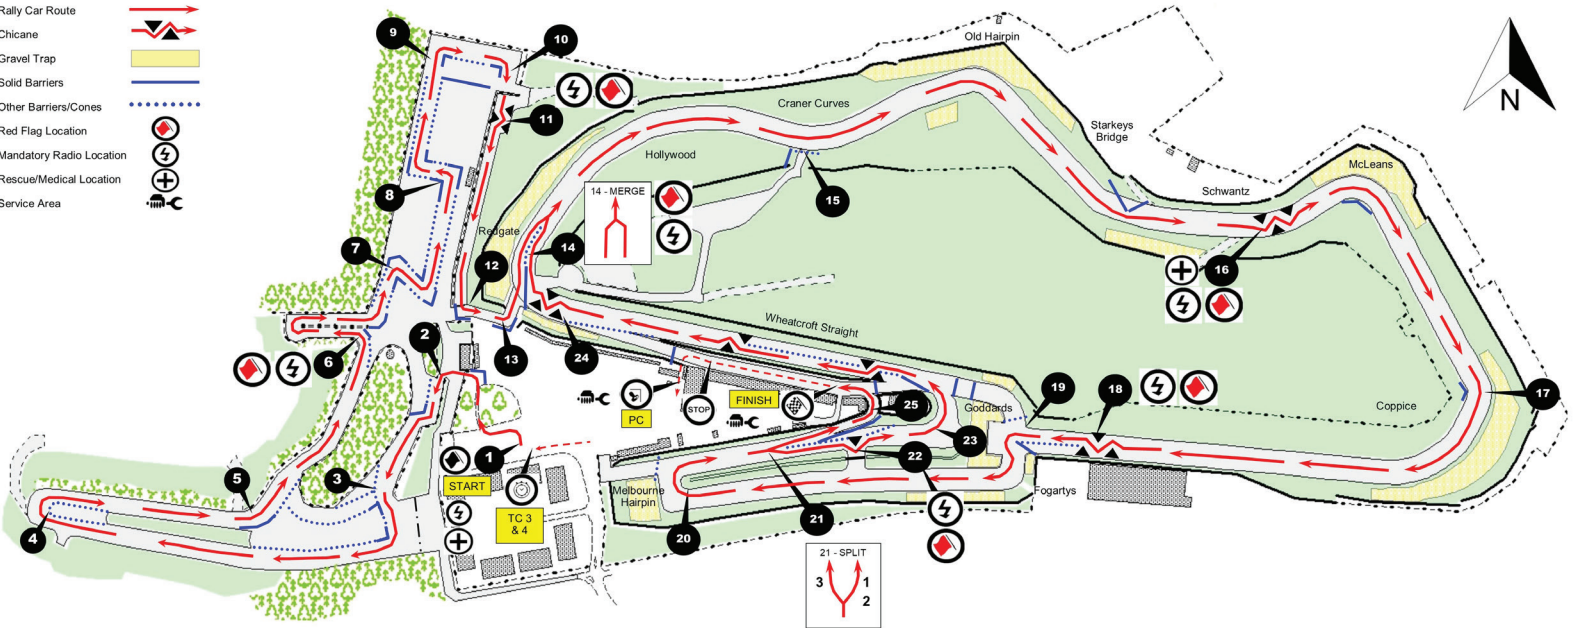 Rally Car Route
Chicane
Gravel Trap
Solid Barriers
Other Barriers/Cones
Red Flag Location
Mandatory Radio Location
Rescue/Medical Location
Service Area
9
10
Old Hairpin
N
11
Craner Curves
Starkeys
Bridge
Hollywood
McLeans
8
14 - MERGE
15
Schwantz
Redgate
7
14
12
16
Wheatcroft Straight
6
2
13
24
19
18
17
FINISH
25
Goddards
Coppice
PC
STOP
1
23
22
START
5
3
Melbourne
Hairpin
Fogartys
TC 3
& 4
4
20
21
21 - SPLIT
3
1
2